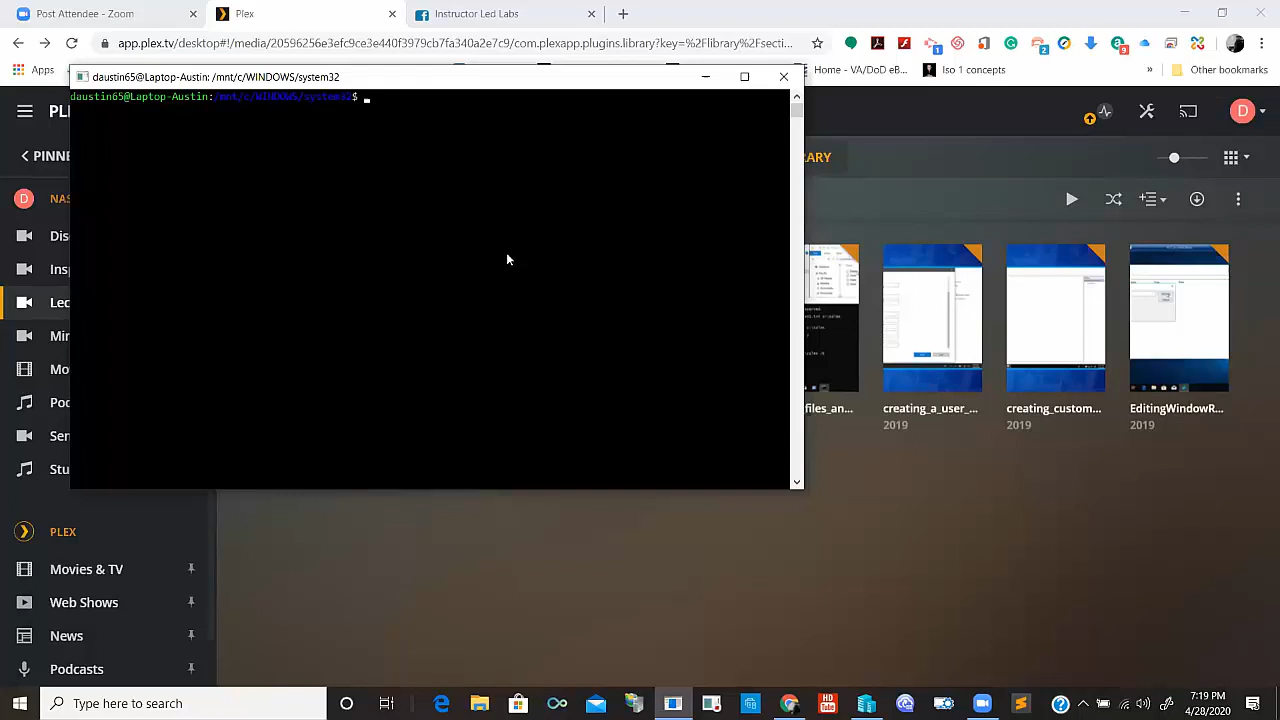 Post Attendee - Zoom
Plex
Instructor Led Labs
app.plex.tv/desktop#!/media/20596256e3efc9ce3e440f3979cb7fa340a2e7c9/com.plexapp.plugins.library?key=%2Flibrary%2Fsecti...
Apps
Home - VA/DoD eB...
Iso 1 concepts
»
Other bookmarks
daustin65@Laptop-Austin: /mnt/c/WINDOWS/system32
daustin65@Laptop-Austin:/mnt/c/WINDOWS/system32$
PL
D
PINNE
ARY
D
NAS
Dis
Insp
Lec
Mo
Pod
Ser
Stu
files_an...
creating_a_user_...
2019
creating_custom...
2019
EditingWindowR...
2019
PLEX
Movies & TV
Web Shows
News
Podcasts
Type here to search
HD
7:19 PM
4/28/2020